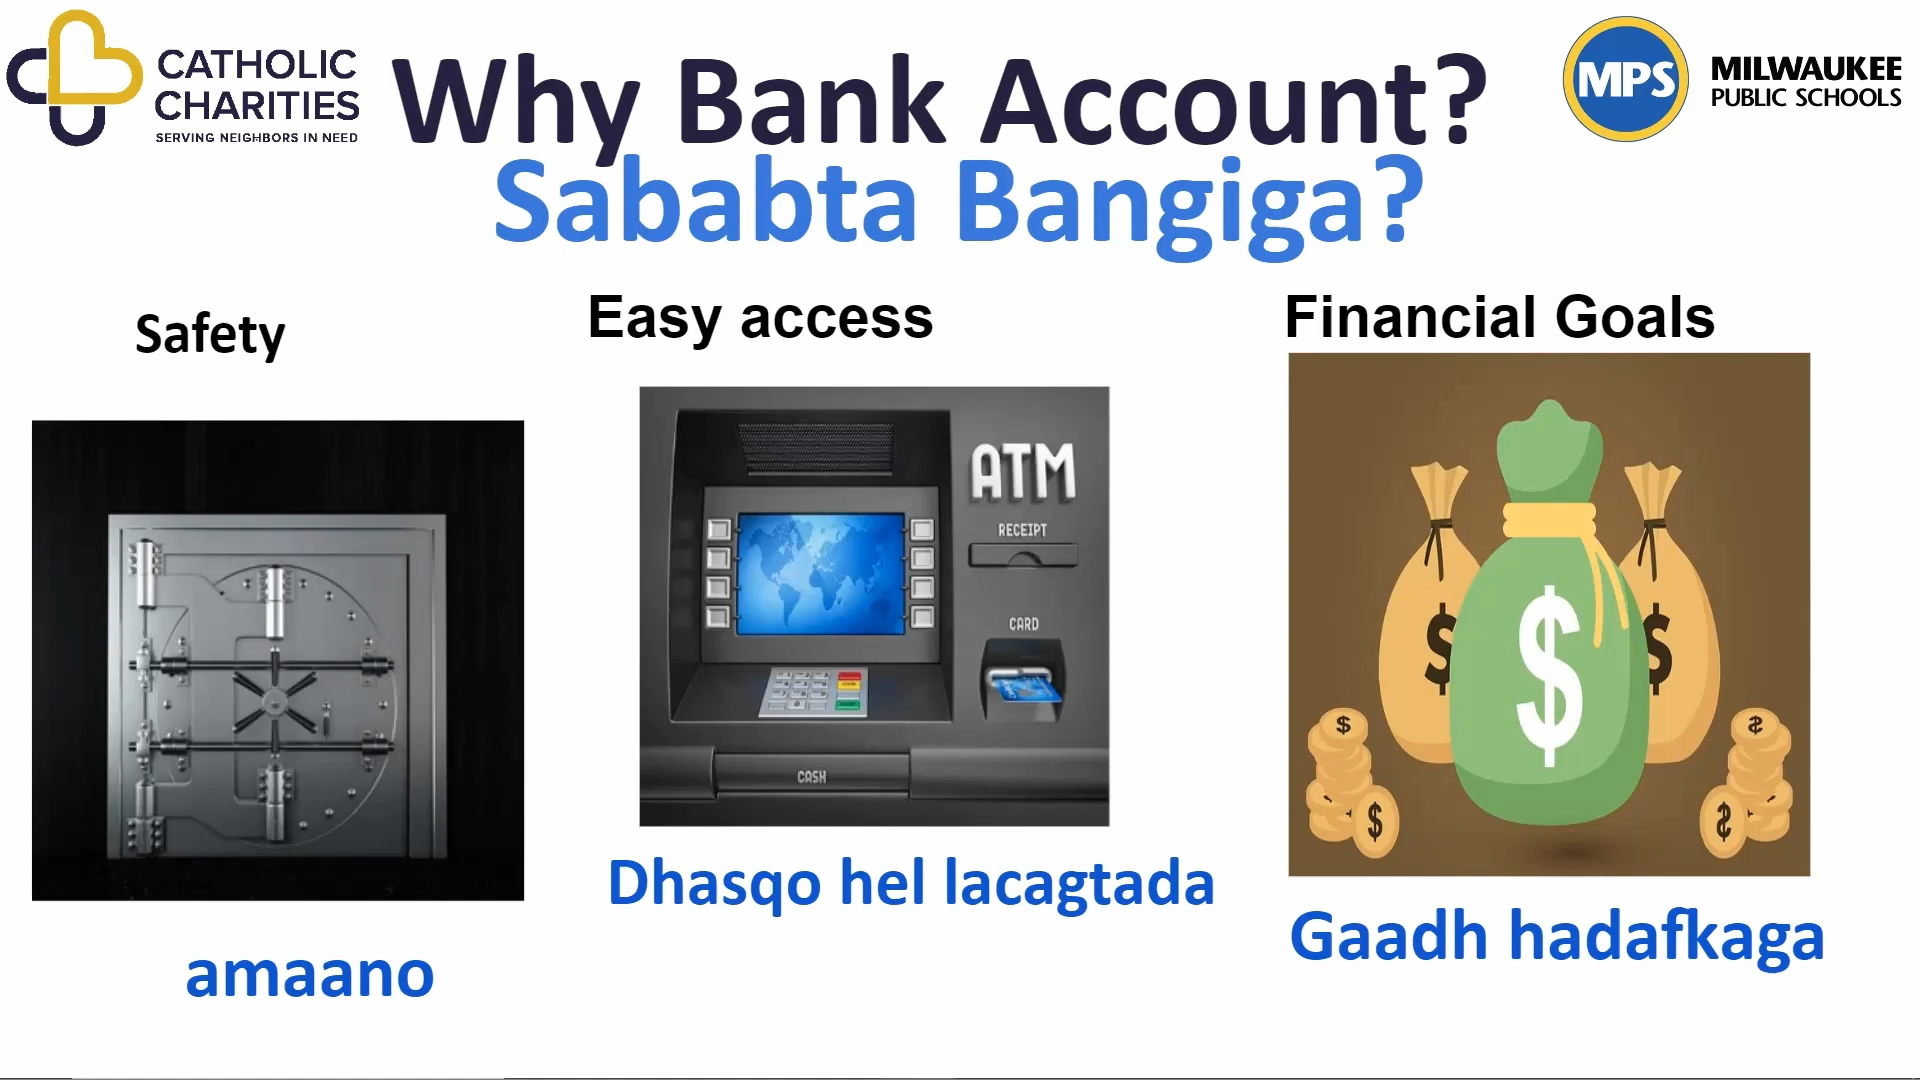 CATHOLIC
CHARITIES
SERVING NEIGHBORS IN NEED
Why Bank Account?
Sababta Bangiga?
MPS
MILWAUKEE
PUBLIC SCHOOLS
Safety
amaano
Easy access
ATM
RECEIPT
CARD
CASH
Dhasqo hel lacagtada
Financial Goals
$ $ $
$ $
$ $
Gaadh hadafkaga